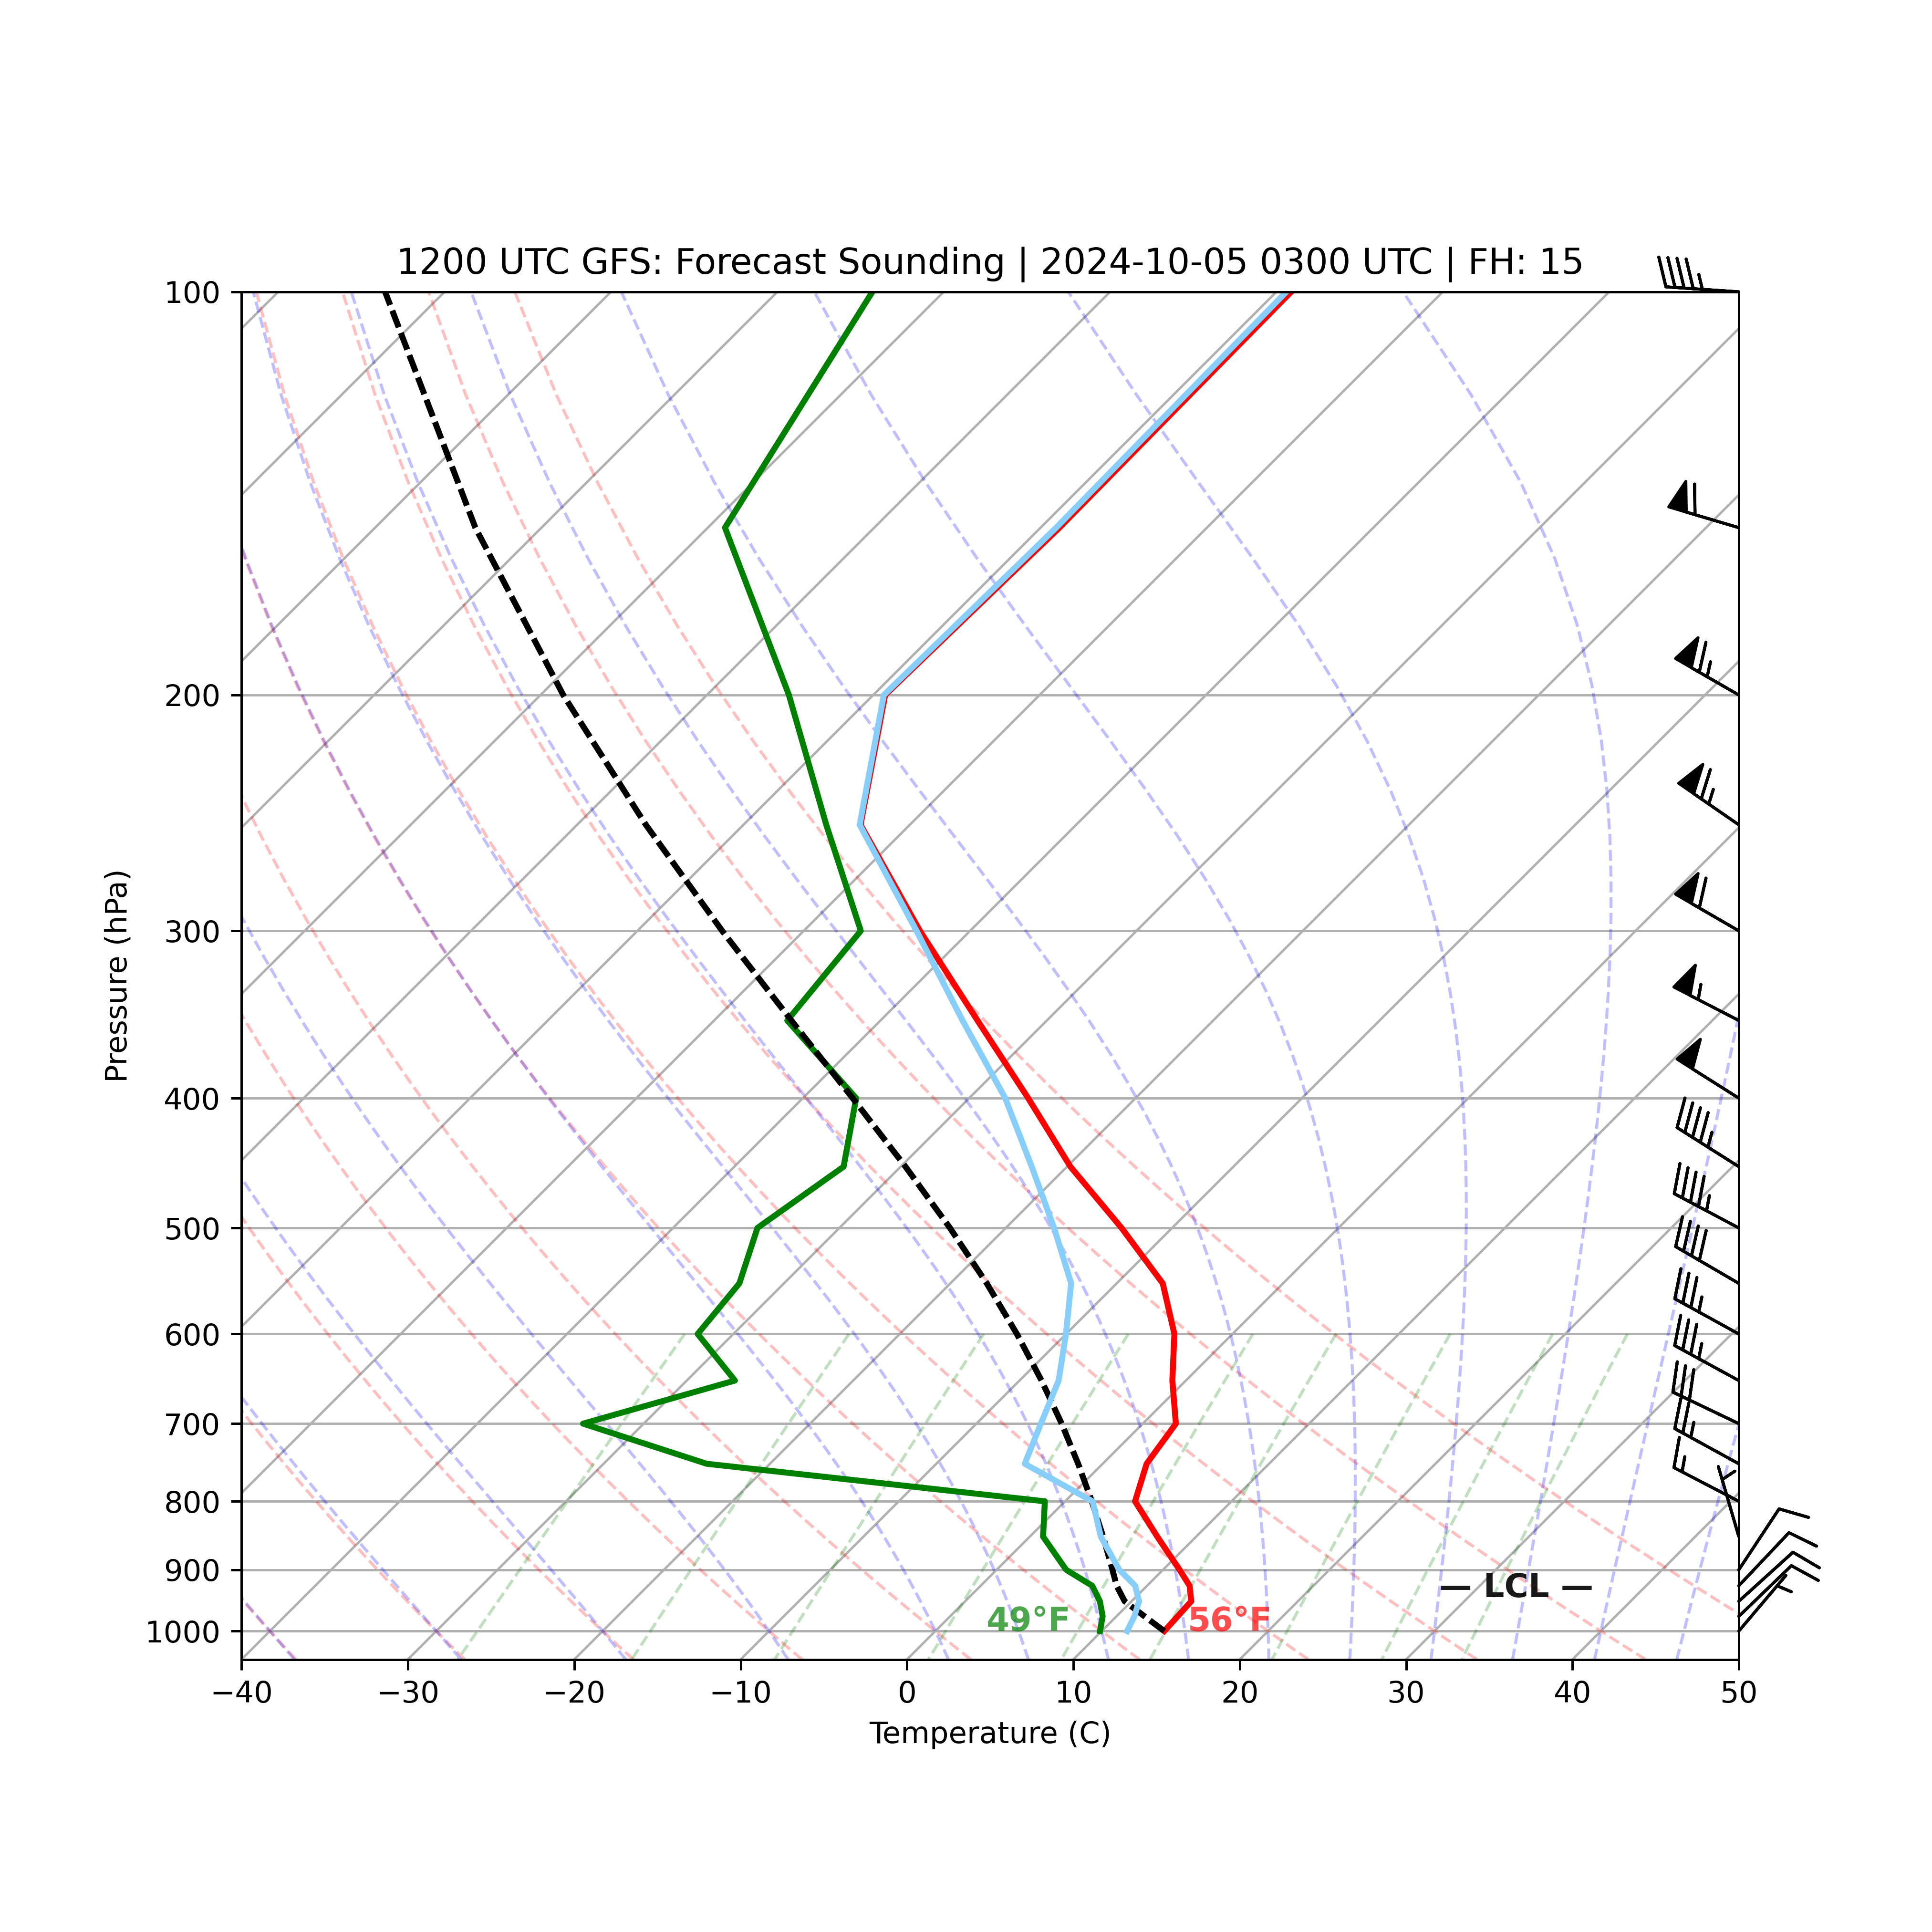 1200 UTC GFS: Forecast Sounding | 2024-10-05 0300 UTC | FH: 15
100
200
300
400
500
600
700
800
900
1000
Pressure (hPa)
— LCL —
49°F
56°F
−40 −30 −20 −10 0 10 20 30 40 50
Temperature (C)